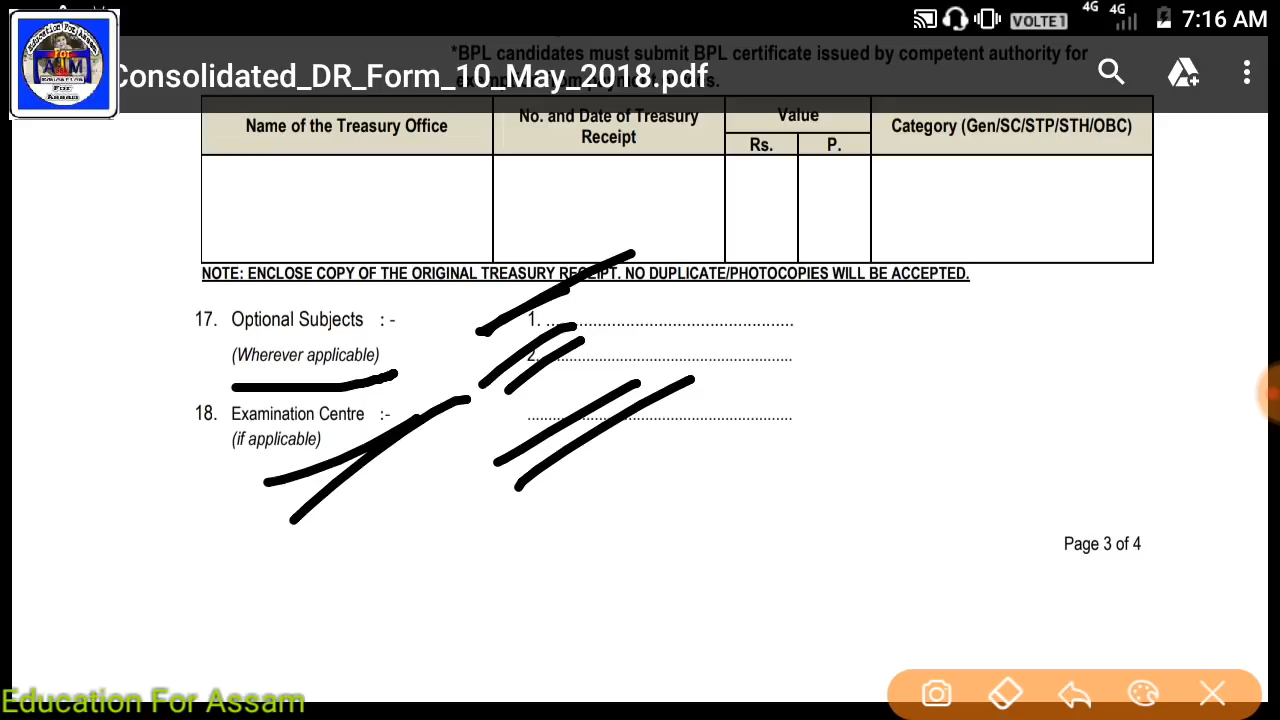 4G 4G
VOLTE 1 7:16 AM
*BPL candidates must submit BPL certificate issued by competent authority for
Consolidated_DR_Form_10_May_2018.pdf
Name of the Treasury Office
No. and Date of Treasury Receipt
Value
Rs. P.
Category (Gen/SC/STP/STH/OBC)
NOTE: ENCLOSE COPY OF THE ORIGINAL TREASURY RECEIPT. NO DUPLICATE/PHOTOCOPIES WILL BE ACCEPTED.
17. Optional Subjects : - 1. ................................................
(Wherever applicable) 2. ................................................
18. Examination Centre :- ................................................
(if applicable)
Page 3 of 4
Education For Assam